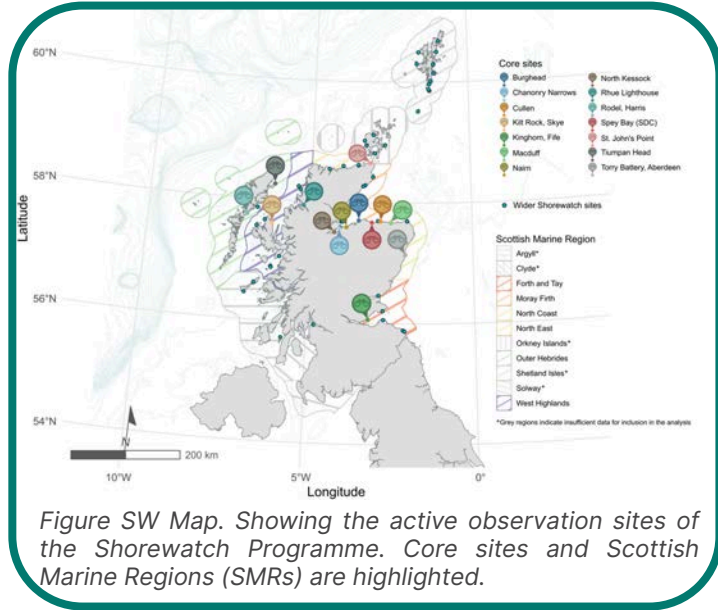 60°N
58°N
56°N
54°N
Latitude
10°W
5°W
0°
Longitude
N
200 km
Core sites
Burghead
Chanonry Narrows
Cullen
Kilt Rock, Skye
Kinghorn, Fife
Macduff
Nairn
North Kessock
Rhue Lighthouse
Rodel, Harris
Spey Bay (SDC)
St. John's Point
Tiumpan Head
Torry Battery, Aberdeen
Wider Shorewatch sites
Scottish Marine Region
Argyll*
Clyde*
Forth and Tay
Moray Firth
North Coast
North East
Orkney Islands*
Outer Hebrides
Shetland Isles*
Solway*
West Highlands
*Grey regions indicate insufficient data for inclusion in the analysis
Figure SW Map. Showing the active observation sites of
the Shorewatch Programme. Core sites and Scottish
Marine Regions (SMRs) are highlighted.